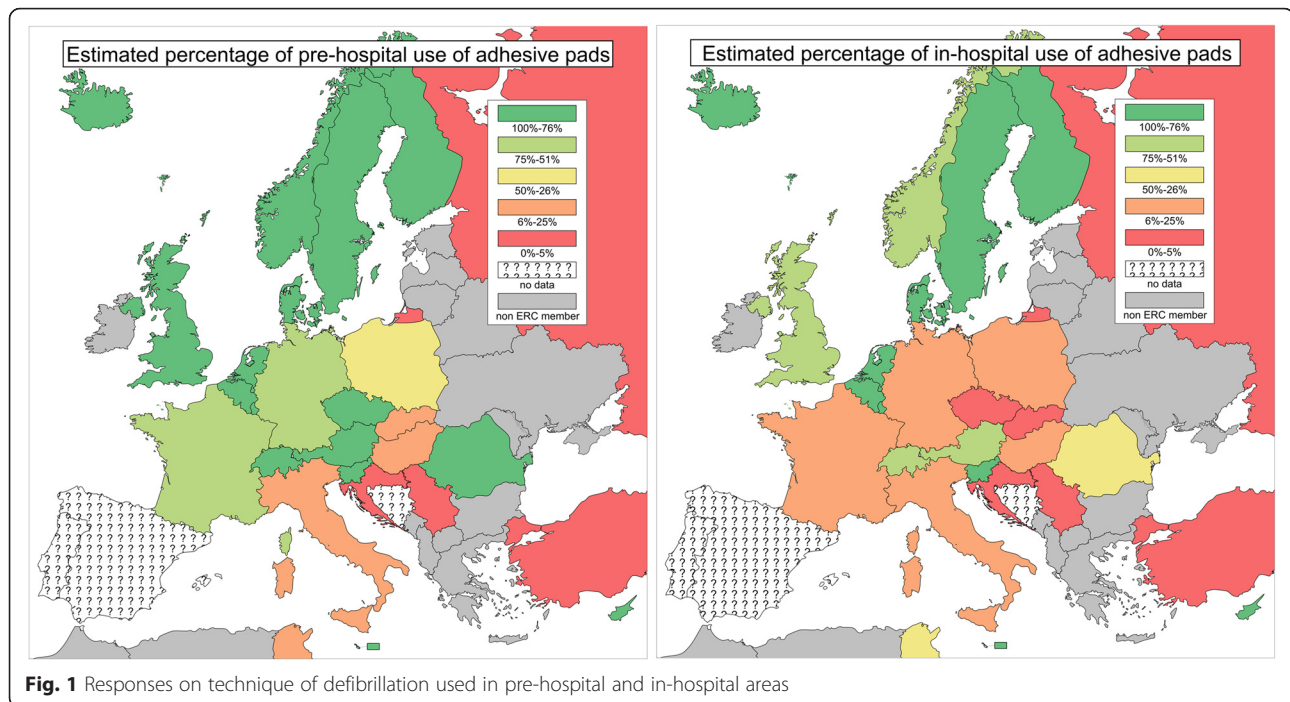 Estimated percentage of pre-hospital use of adhesive pads
100%-76%
75%-51%
50%-26%
6%-25%
0%-5%
? ? ? ? ? ? ?
? ? ? ? ? ? ?
no data
non ERC member
Estimated percentage of in-hospital use of adhesive pads
100%-76%
75%-51%
50%-26%
6%-25%
0%-5%
? ? ? ? ? ? ?
? ? ? ? ? ? ?
no data
non ERC member
Fig. 1 Responses on technique of defibrillation used in pre-hospital and in-hospital areas